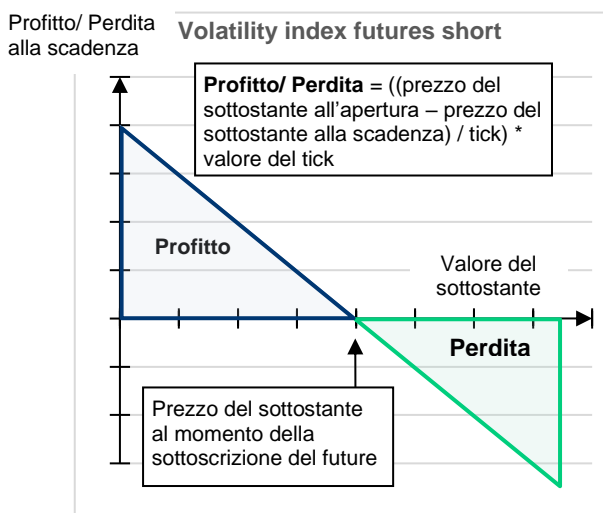 Profitto/ Perdita
alla scadenza
Volatility index futures short
Profitto/ Perdita = ((prezzo del
sottostante all'apertura – prezzo del
sottostante alla scadenza) / tick) *
valore del tick
Profitto
Valore del
sottostante
Perdita
Prezzo del sottostante
al momento della
sottoscrizione del future